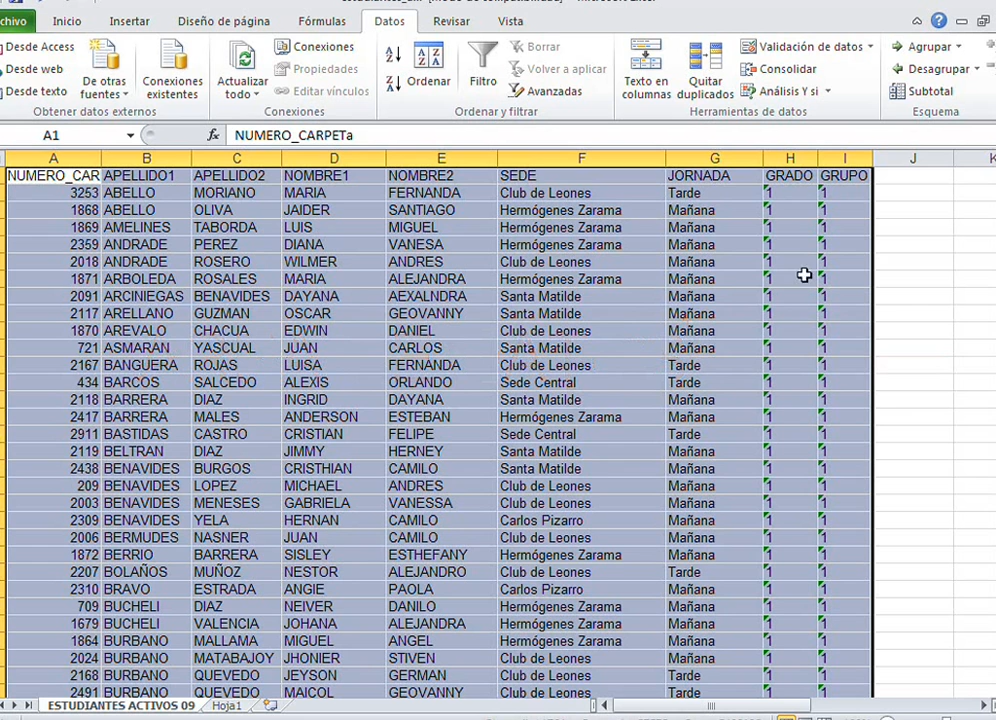 Archivo Inicio Insertar Diseño de página Fórmulas Datos Revisar Vista
Desde Access
Desde web
Desde texto
De otras fuentes
Conexiones existentes
Obtener datos externos
Actualizar todo
Conexiones
Propiedades
Editar vínculos
Conexiones
Ordenar
Filtro
Borrar
Volver a aplicar
Avanzadas
Ordenar y filtrar
Texto en columnas
Quitar duplicados
Validación de datos
Consolidar
Análisis Y si
Herramientas de datos
Agrupar
Desagrupar
Subtotal
Esquema
A1 fx NUMERO_CARPETa
A B C D E F G H I J K
NUMERO_CAR APELLIDO1 APELLIDO2 NOMBRE1 NOMBRE2 SEDE JORNADA GRADO GRUPO
3253 ABELLO MORIANO MARIA FERNANDA Club de Leones Tarde 1 1
1868 ABELLO OLIVA JAIDER SANTIAGO Hermógenes Zarama Mañana 1 1
1869 AMELINES TABORDA LUIS MIGUEL Hermógenes Zarama Mañana 1 1
2359 ANDRADE PEREZ DIANA VANESA Hermógenes Zarama Mañana 1 1
2018 ANDRADE ROSERO WILMER ANDRES Club de Leones Mañana 1 1
1871 ARBOLEDA ROSALES MARIA ALEJANDRA Hermógenes Zarama Mañana 1 1
2091 ARCINIEGAS BENAVIDES DAYANA AEXALNDRA Santa Matilde Mañana 1 1
2117 ARELLANO GUZMAN OSCAR GEOVANNY Santa Matilde Mañana 1 1
1870 AREVALO CHACUA EDWIN DANIEL Club de Leones Mañana 1 1
721 ASMARAN YASCUAL JUAN CARLOS Santa Matilde Mañana 1 1
2167 BANGUERA ROJAS LUISA FERNANDA Club de Leones Tarde 1 1
434 BARCOS SALCEDO ALEXIS ORLANDO Sede Central Tarde 1 1
2118 BARRERA DIAZ INGRID DAYANA Santa Matilde Mañana 1 1
2417 BARRERA MALES ANDERSON ESTEBAN Hermógenes Zarama Mañana 1 1
2911 BASTIDAS CASTRO CRISTIAN FELIPE Sede Central Tarde 1 1
2119 BELTRAN DIAZ JIMMY HERNEY Santa Matilde Mañana 1 1
2438 BENAVIDES BURGOS CRISTHIAN CAMILO Santa Matilde Mañana 1 1
209 BENAVIDES LOPEZ MICHAEL ANDRES Club de Leones Mañana 1 1
2003 BENAVIDES MENESES GABRIELA VANESSA Club de Leones Mañana 1 1
2309 BENAVIDES YELA HERNAN CAMILO Carlos Pizarro Mañana 1 1
2006 BERMUDES NASNER JUAN CAMILO Club de Leones Mañana 1 1
1872 BERRIO BARRERA SISLEY ESTHEFANY Hermógenes Zarama Mañana 1 1
2207 BOLAÑOS MUÑOZ NESTOR ALEJANDRO Club de Leones Tarde 1 1
2310 BRAVO ESTRADA ANGIE PAOLA Carlos Pizarro Mañana 1 1
709 BUCHELI DIAZ NEIVER DANILO Hermógenes Zarama Mañana 1 1
1679 BUCHELI VALENCIA JOHANA ALEJANDRA Hermógenes Zarama Mañana 1 1
1864 BURBANO MALLAMA MIGUEL ANGEL Hermógenes Zarama Mañana 1 1
2024 BURBANO MATABAJOY JHONIER STIVEN Club de Leones Mañana 1 1
2168 BURBANO QUEVEDO JEYSON GERMAN Club de Leones Tarde 1 1
2491 BURBANO QUEVEDO MAICOL GEOVANNY Club de Leones Tarde 1 1
ESTUDIANTES ACTIVOS 09 Hoja1